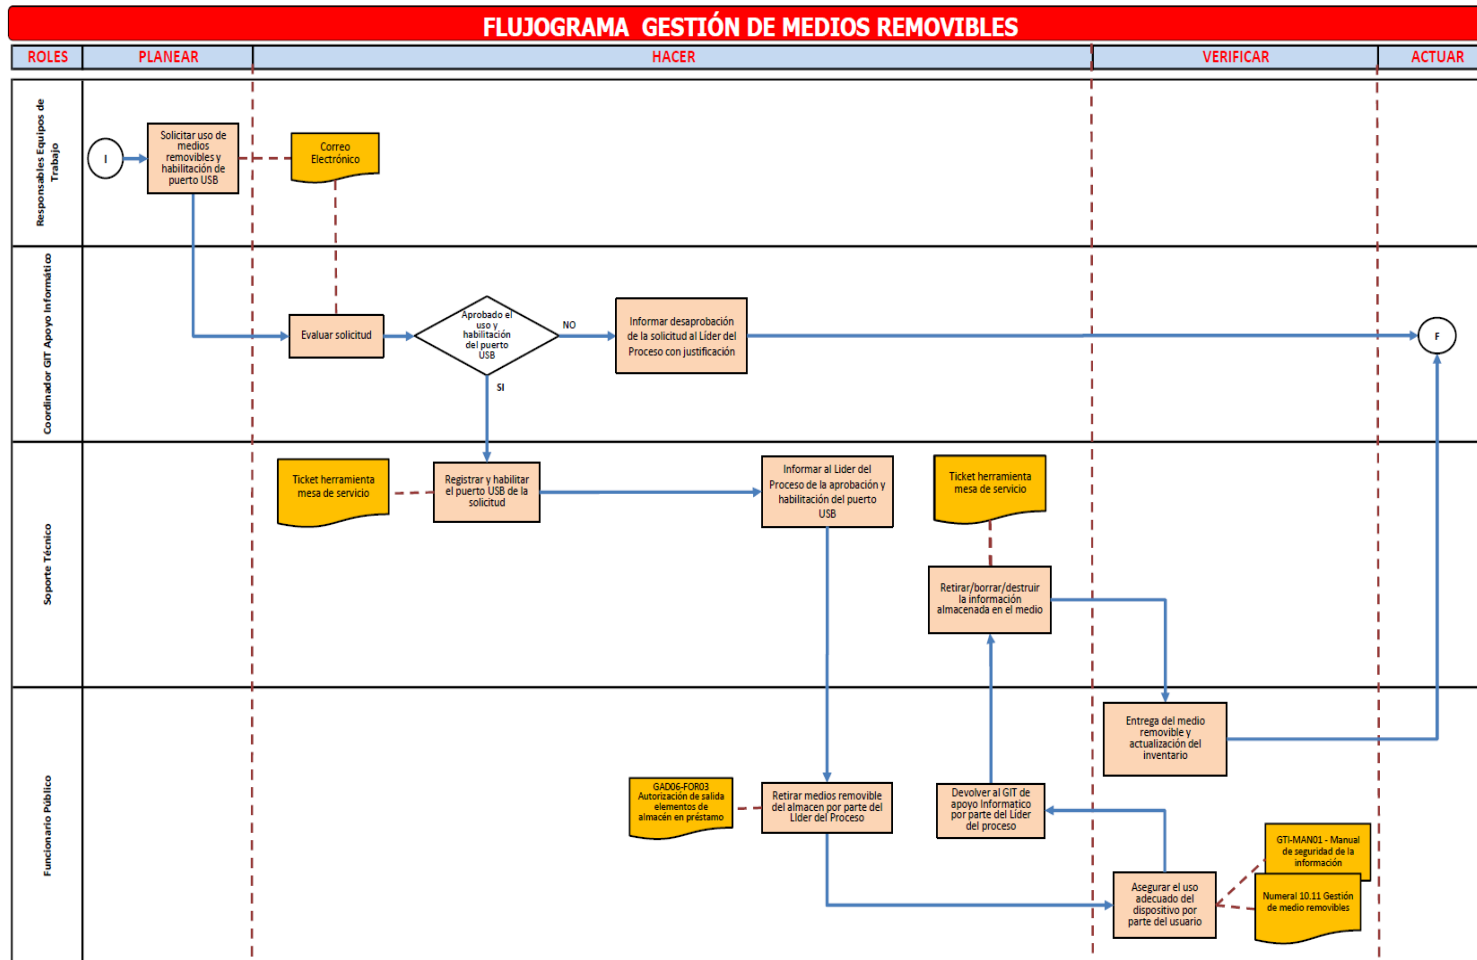 FLUJOGRAMA  GESTIÓN DE MEDIOS REMOVIBLES
ROLES
PLANEAR
HACER
VERIFICAR
ACTUAR
Responsables Equipos de
Trabajo
I
Solicitar uso de
medios
removibles y
habilitación de
puerto USB
Correo
Electrónico
Coordinador GIT Apoyo Informático
Evaluar solicitud
Aprobado el
uso y
habilitación
del puerto
USB
NO
SI
Informar desaprobación
de la solicitud al Líder del
Proceso con justificación
F
Soporte Técnico
Ticket herramienta
mesa de servicio
Registrar y habilitar
el puerto USB de la
solicitud
Informar al Lider del
Proceso de la aprobación y
habilitación del puerto
USB
Ticket herramienta
mesa de servicio
Retirar/borrar/destruir
la información
almacenada en el medio
Funcionario Público
Entrega del medio
removible y
actualización del
inventario
GAD06-FOR03
Autorización de salida
elementos de
almacén en préstamo
Retirar medios removible
del almacen por parte del
Líder del Proceso
Devolver al GIT de
apoyo Informatico
por parte del Líder
del proceso
Asegurar el uso
adecuado del
dispositivo por
parte del usuario
GTI-MAN01 - Manual
de seguridad de la
información
Numeral 10.11 Gestión
de medio removibles